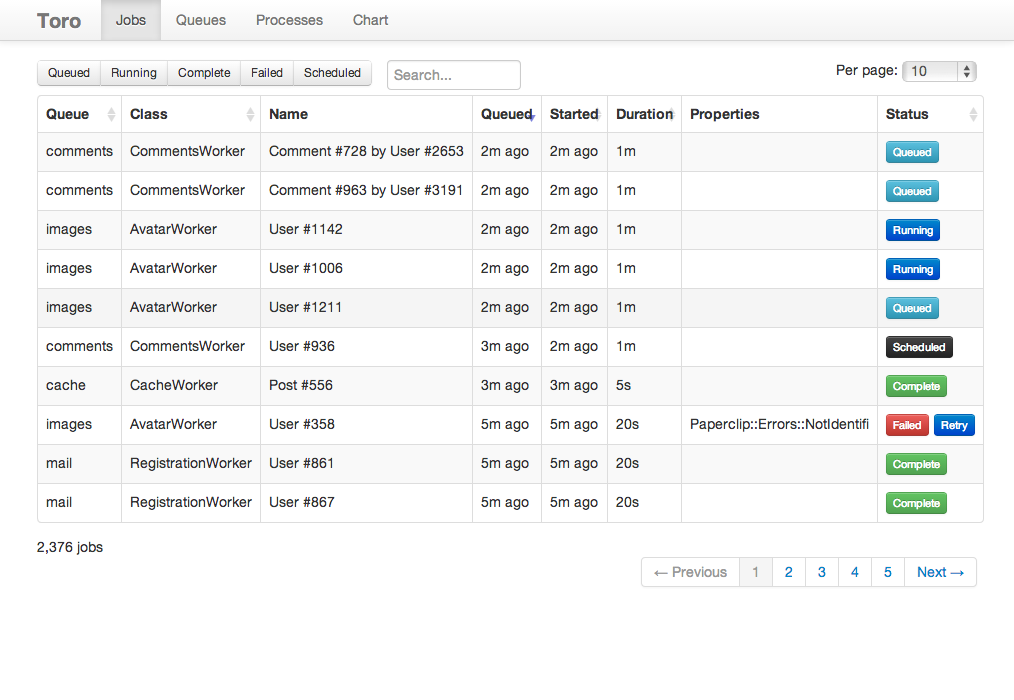 Toro Jobs Queues Processes Chart
Queued Running Complete Failed Scheduled Search... Per page: 10
Queue Class Name Queued Started Duration Properties Status
comments CommentsWorker Comment #728 by User #2653 2m ago 2m ago 1m Queued
comments CommentsWorker Comment #963 by User #3191 2m ago 2m ago 1m Queued
images AvatarWorker User #1142 2m ago 2m ago 1m Running
images AvatarWorker User #1006 2m ago 2m ago 1m Running
images AvatarWorker User #1211 2m ago 2m ago 1m Queued
comments CommentsWorker User #936 3m ago 2m ago 1m Scheduled
cache CacheWorker Post #556 3m ago 3m ago 5s Complete
images AvatarWorker User #358 5m ago 5m ago 20s Paperclip::Errors::NotIdentifi Failed Retry
mail RegistrationWorker User #861 5m ago 5m ago 20s Complete
mail RegistrationWorker User #867 5m ago 5m ago 20s Complete
2,376 jobs
← Previous 1 2 3 4 5 Next →